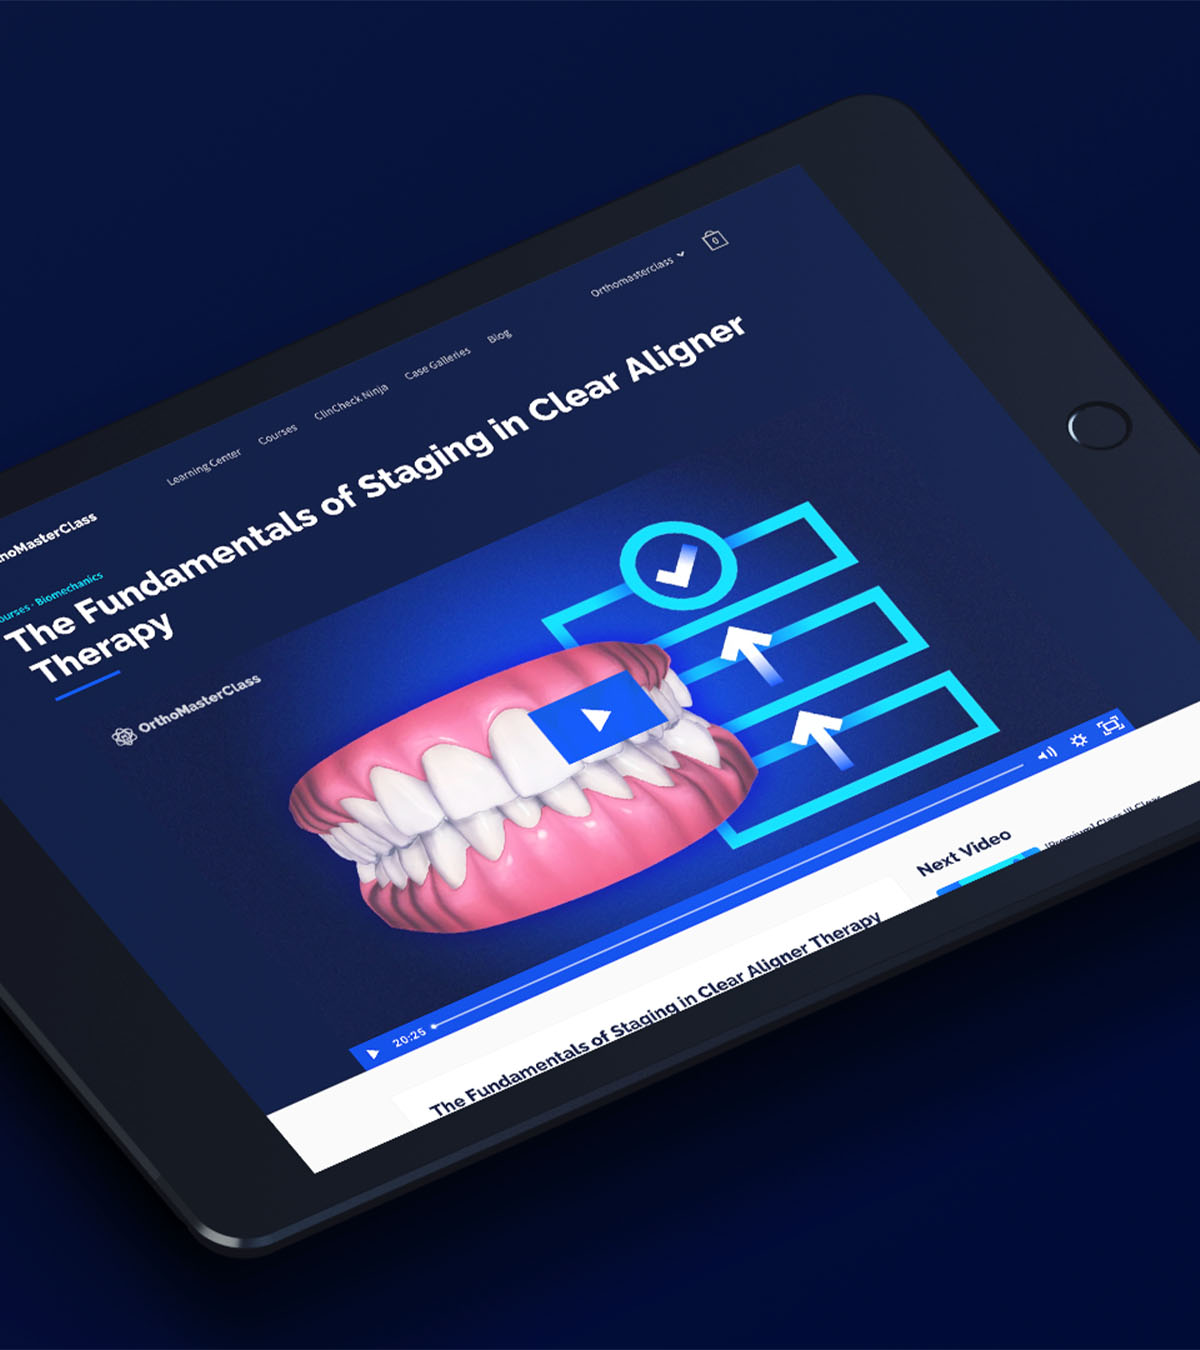 Orthomasterclass
0
Learning Center Courses ClinCheck Ninja Case Galleries Blog
hoMasterClass
ourses · Biomechanics
The Fundamentals of Staging in Clear Aligner
Therapy
OrthoMasterClass
20:25
Next Video
The Fundamentals of Staging in Clear Aligner Therapy